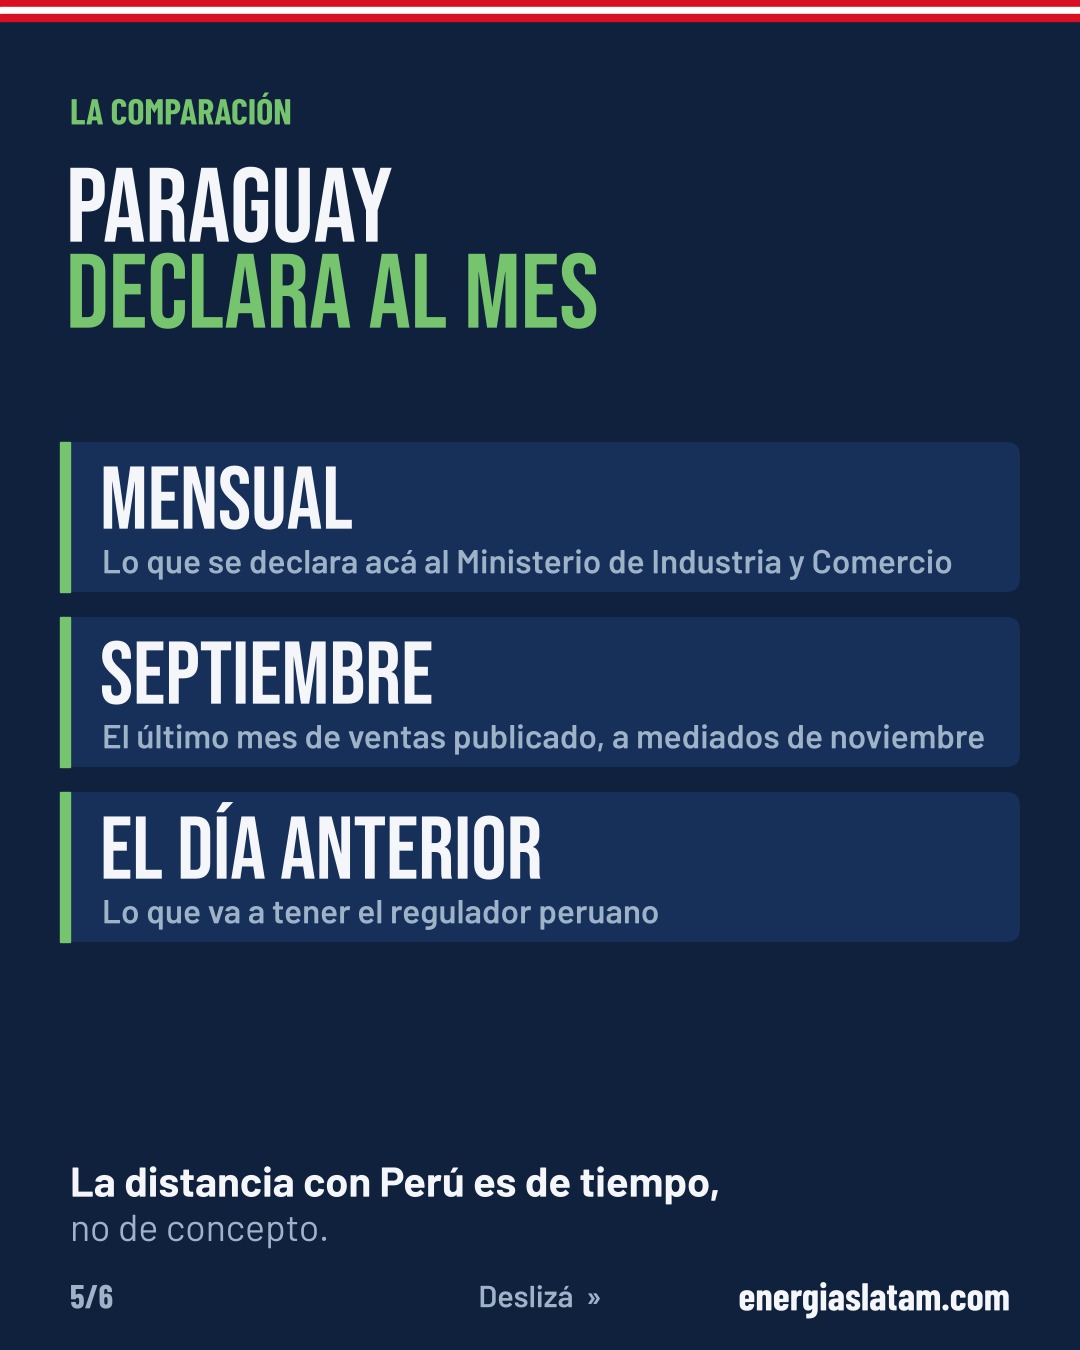 LA COMPARACIÓN
PARAGUAY
DECLARA AL MES
MENSUAL
Lo que se declara acá al Ministerio de Industria y Comercio
SEPTIEMBRE
El último mes de ventas publicado, a mediados de noviembre
EL DÍA ANTERIOR
Lo que va a tener el regulador peruano
La distancia con Perú es de tiempo,
no de concepto.
5/6
Deslizá »
energiaslatam.com